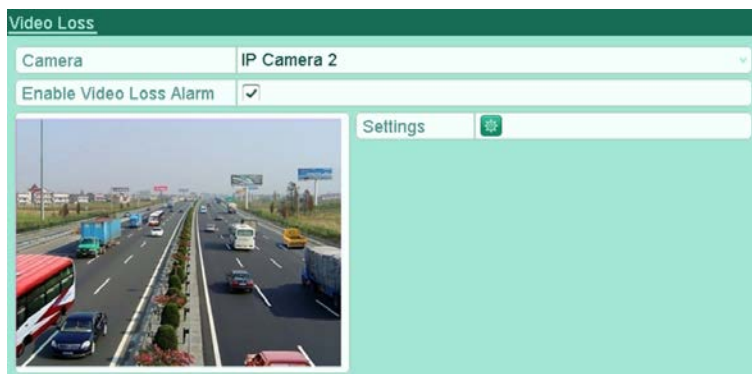 Video Loss
Camera
IP Camera 2
Enable Video Loss Alarm
Settings